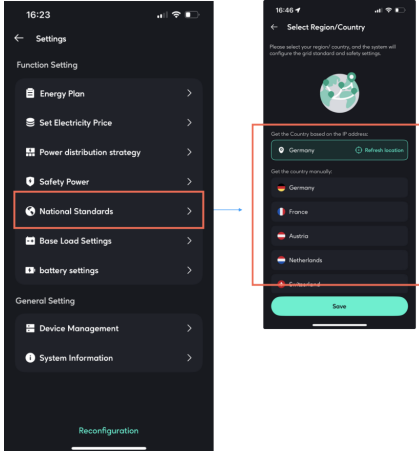 16:23
Settings
Function Setting
Energy Plan
Set Electricity Price
Power distribution strategy
Safety Power
National Standards
Base Load Settings
battery settings
General Setting
Device Management
System Information
Reconfiguration
16:46
Select Region/Country
Please select your region/ country, and the system will
configure the grid standard and safety settings.
Get the Country based on the IP address:
Germany Refresh location
Get the country manually:
Germany
France
Austria
Netherlands
Switzerland
Save